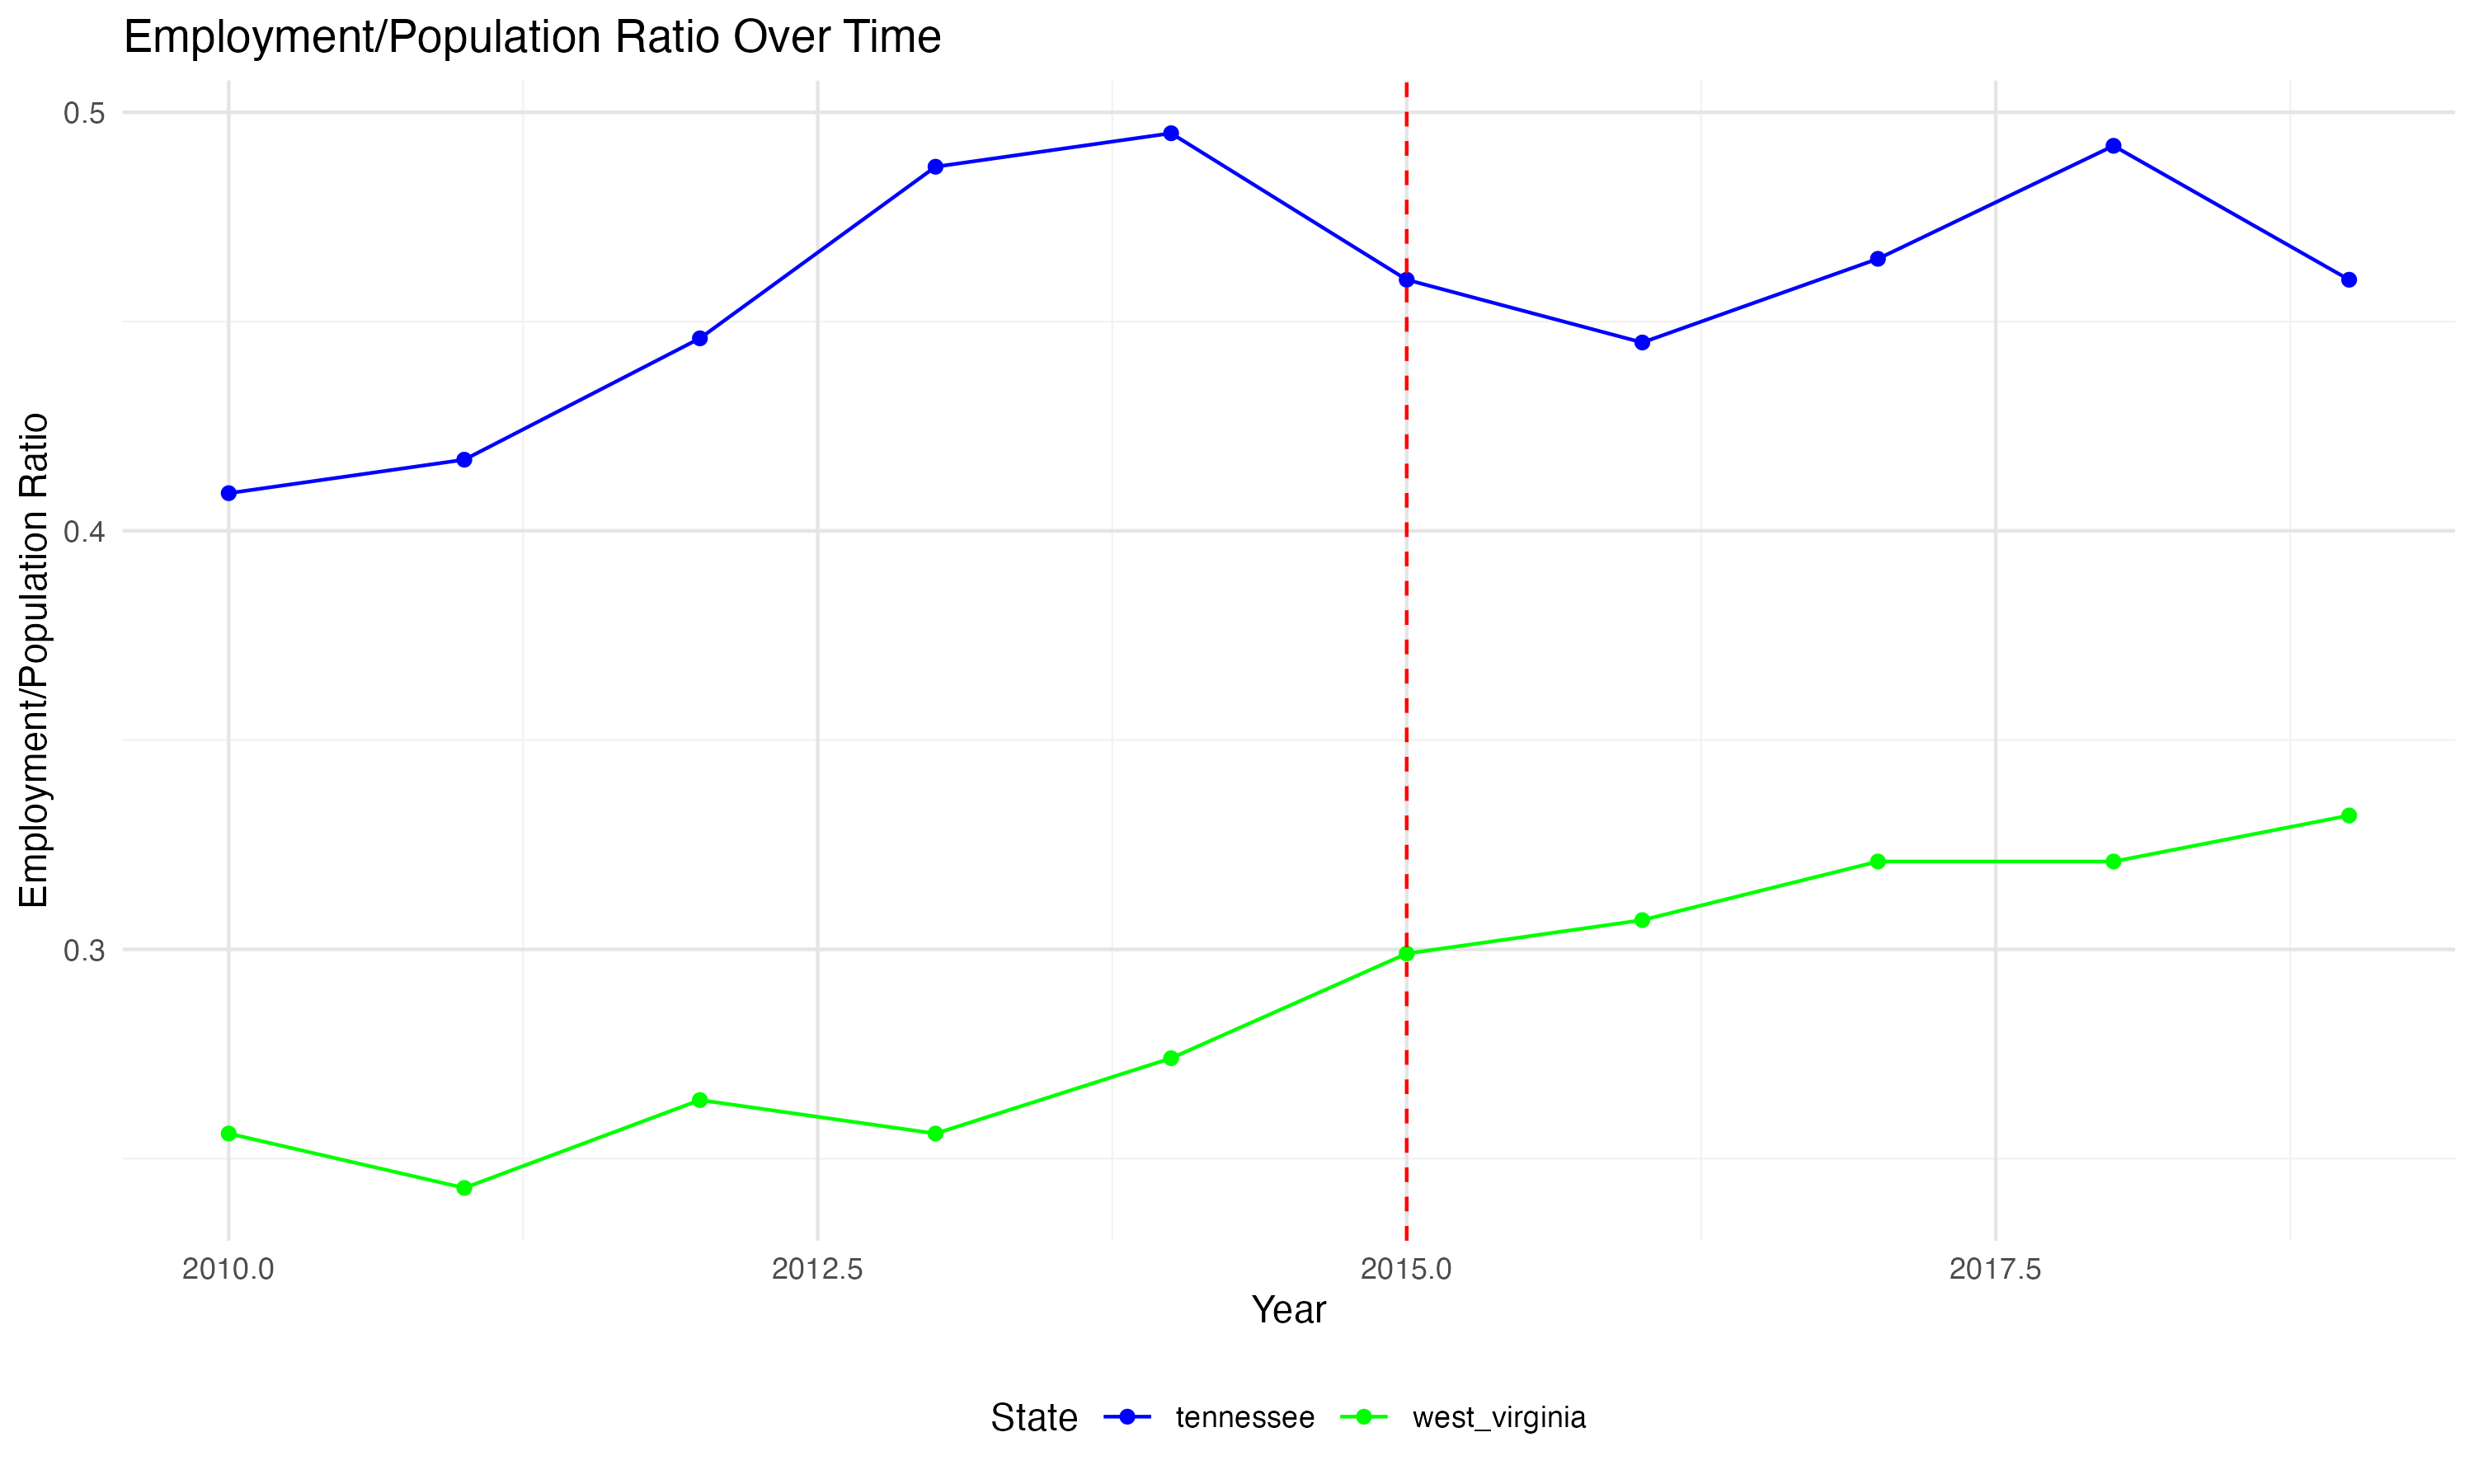 Employment/Population Ratio Over Time
Employment/Population Ratio
0.5
0.4
0.3
2010.0 2012.5 2015.0 2017.5
Year
State tennessee west_virginia